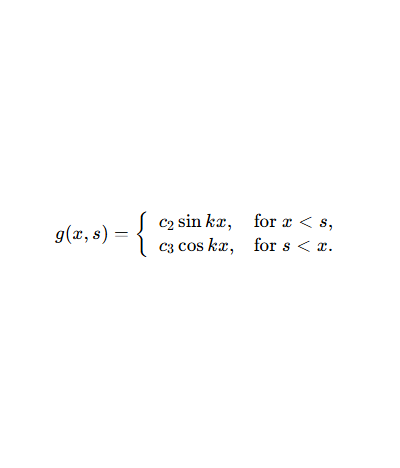 g(x, s) = { c₂ sin kx, for x < s,
c₃ cos kx, for s < x.